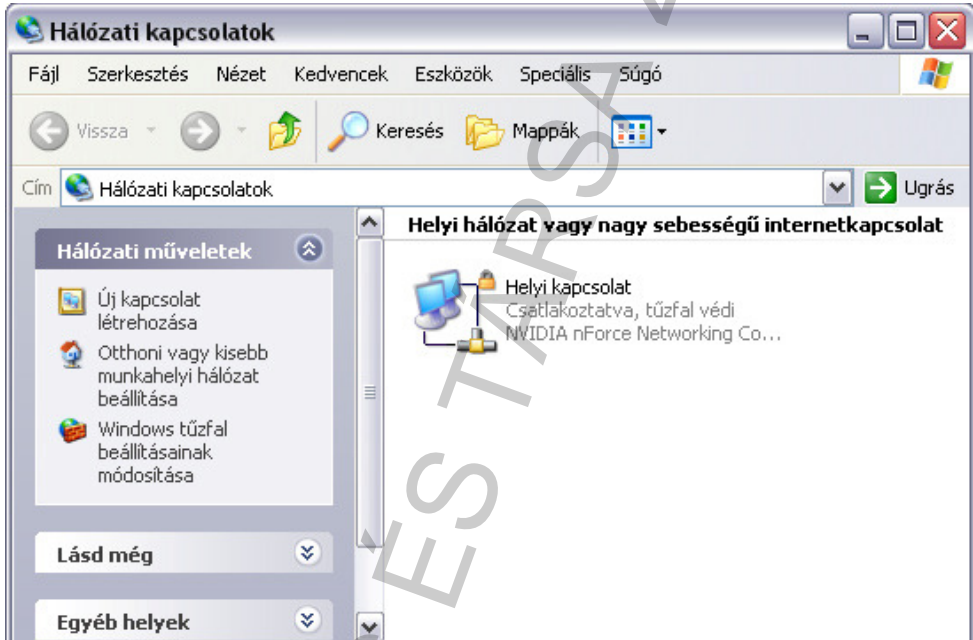 Hálózati kapcsolatok
Fájl Szerkesztés Nézet Kedvencek Eszközök Speciális Súgó
Vissza Keresés Mappák
Cím Hálózati kapcsolatok Ugrás
Hálózati műveletek
Új kapcsolat
létrehozása
Otthoni vagy kisebb
munkahelyi hálózat
beállítása
Windows tűzfal
beállításainak
módosítása
Lásd még
Egyéb helyek
Helyi hálózat vagy nagy sebességű internetkapcsolat
Helyi kapcsolat
Csatlakoztatva, tűzfal védi
NVIDIA nForce Networking Co...
ÉS TÁRSA